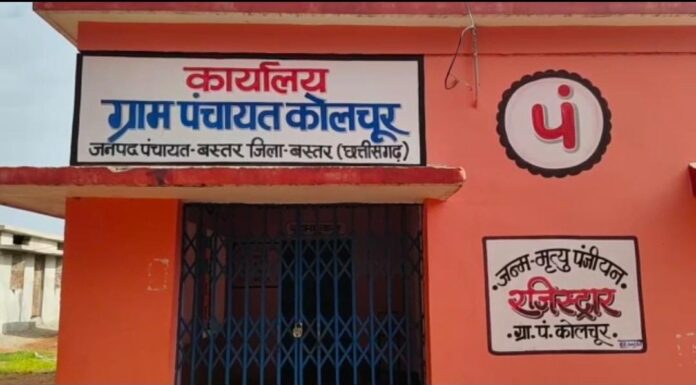 कार्यालय
ग्राम पंचायत कोलचूर
जनपद पंचायत-बस्तर जिला-बस्तर (छत्तीसगढ़)
पं
जन्म-मृत्यु पंजीयन
रजिस्ट्रार
ग्रा. पं. कोलचूर